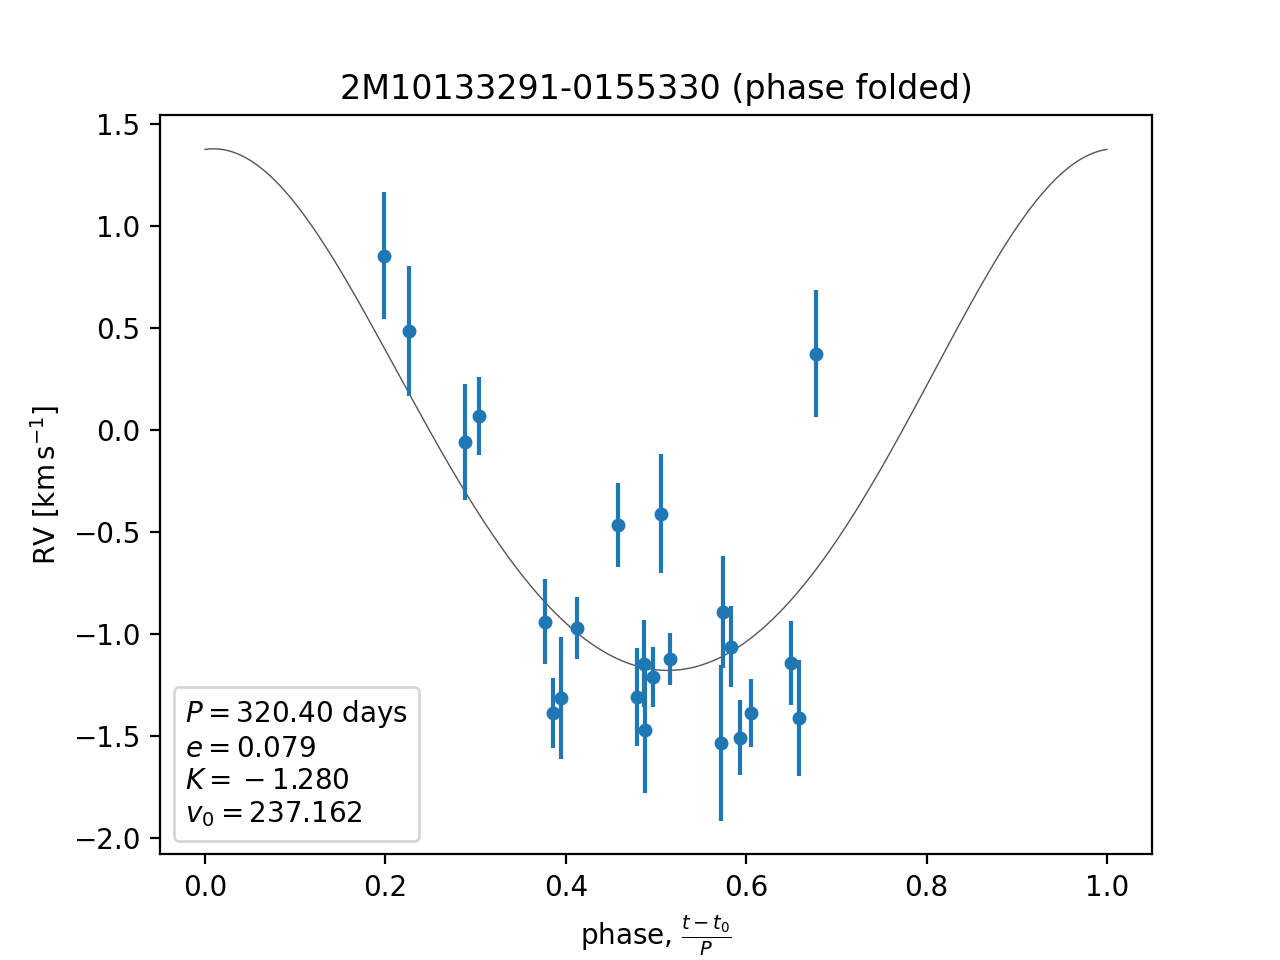 2M10133291-0155330 (phase folded)
1.5
1.0
0.5
0.0
−0.5
−1.0
−1.5
−2.0
RV [km s⁻¹]
P = 320.40 days
e = 0.079
K = −1.280
v₀ = 237.162
0.0 0.2 0.4 0.6 0.8 1.0
phase, (t − t₀)/P